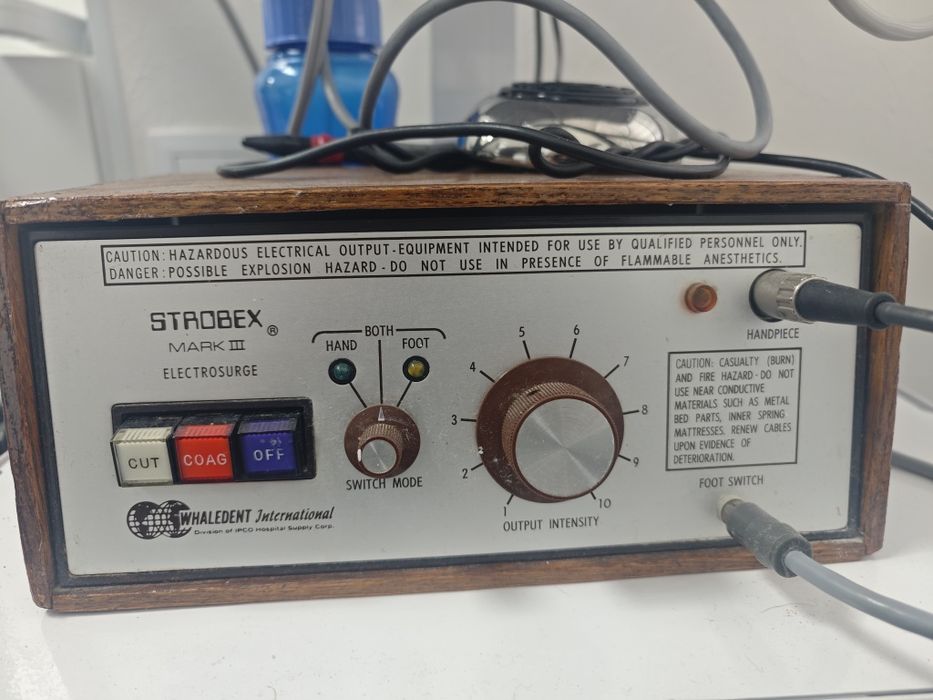 CAUTION: HAZARDOUS ELECTRICAL OUTPUT-EQUIPMENT INTENDED FOR USE BY QUALIFIED PERSONNEL ONLY.
DANGER: POSSIBLE EXPLOSION HAZARD-DO NOT USE IN PRESENCE OF FLAMMABLE ANESTHETICS.
STROBEX®
MARK III
ELECTROSURGE
CUT
COAG
OFF
WHALEDENT International
Division of IPCO Hospital Supply Corp.
BOTH
HAND
FOOT
SWITCH MODE
1
2
3
4
5
6
7
8
9
10
OUTPUT INTENSITY
HANDPIECE
CAUTION: CASUALTY (BURN)
AND FIRE HAZARD-DO NOT
USE NEAR CONDUCTIVE
MATERIALS SUCH AS METAL
BED PARTS, INNER SPRING
MATTRESSES. RENEW CABLES
UPON EVIDENCE OF
DETERIORATION.
FOOT SWITCH